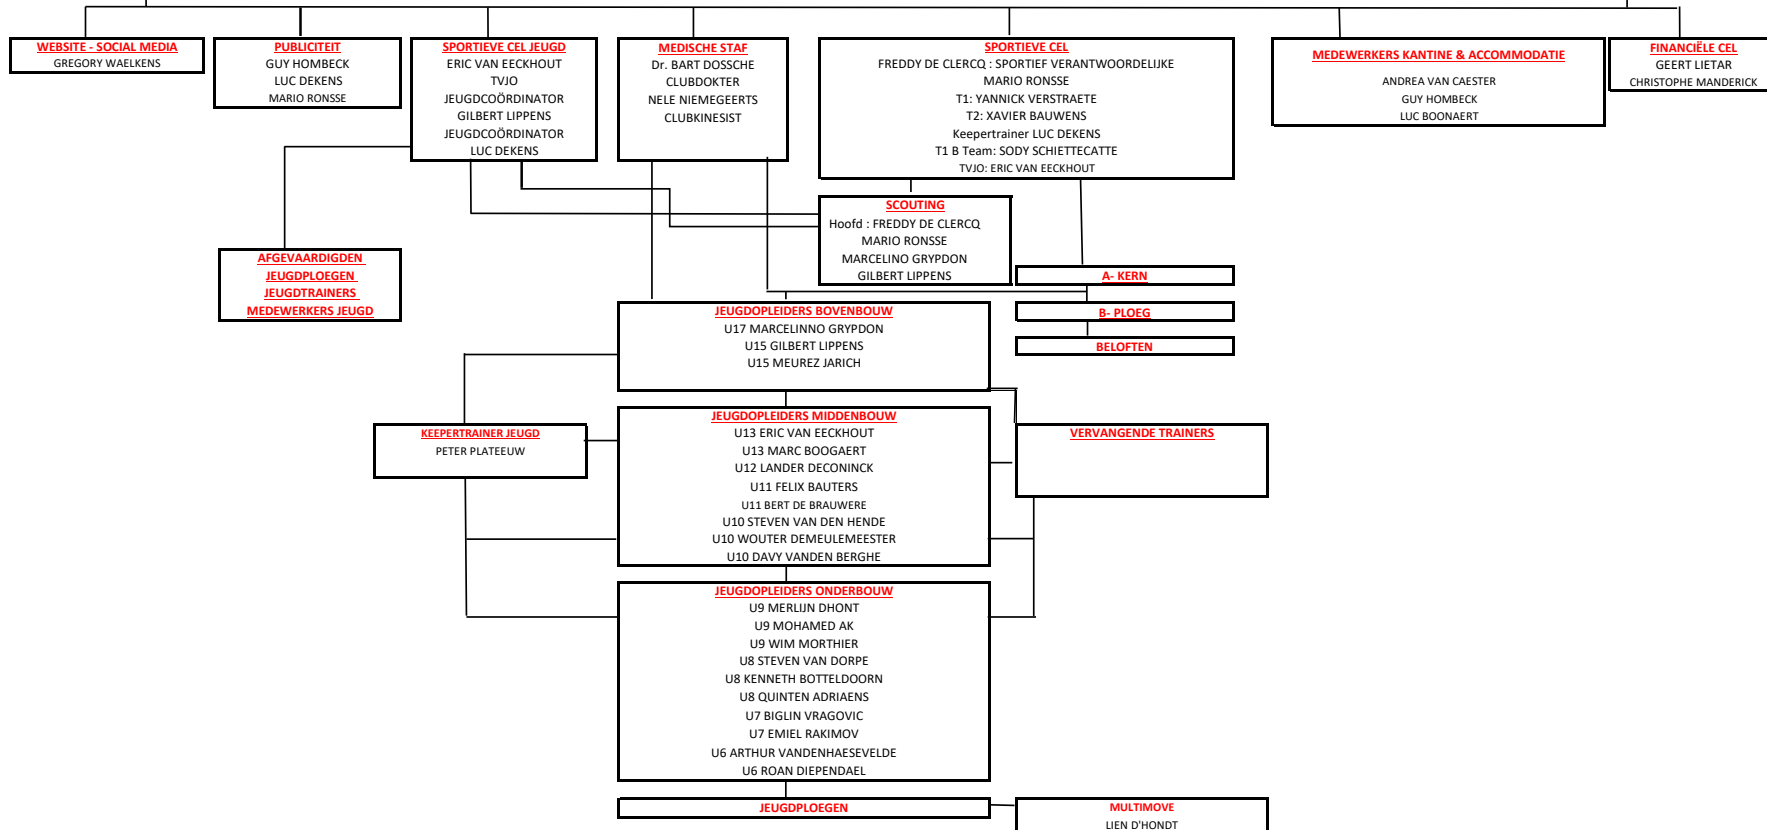 WEBSITE - SOCIAL MEDIA
GREGORY WAELKENS
PUBLICITEIT
GUY HOMBECK
LUC DEKENS
MARIO RONSSE
SPORTIEVE CEL JEUGD
ERIC VAN EECKHOUT
TVJO
JEUGDCOÖRDINATOR
GILBERT LIPPENS
JEUGDCOÖRDINATOR
LUC DEKENS
MEDISCHE STAF
Dr. BART DOSSCHE
CLUBDOKTER
NELE NIEMEGEERTS
CLUBKINESIST
SPORTIEVE CEL
FREDDY DE CLERCQ : SPORTIEF VERANTWOORDELIJKE
MARIO RONSSE
T1: YANNICK VERSTRAETE
T2: XAVIER BAUWENS
Keepertrainer LUC DEKENS
T1 B Team: SODY SCHIETTECATTE
TVJO: ERIC VAN EECKHOUT
MEDEWERKERS KANTINE & ACCOMMODATIE
ANDREA VAN CAESTER
GUY HOMBECK
LUC BOONAERT
FINANCIËLE CEL
GEERT LIETAR
CHRISTOPHE MANDERICK
SCOUTING
Hoofd : FREDDY DE CLERCQ
MARIO RONSSE
MARCELINO GRYPDON
GILBERT LIPPENS
AFGEVAARDIGDEN
JEUGDPLOEGEN
JEUGDTRAINERS
MEDEWERKERS JEUGD
A- KERN
B- PLOEG
BELOFTEN
JEUGDOPLEIDERS BOVENBOUW
U17 MARCELINNO GRYPDON
U15 GILBERT LIPPENS
U15 MEUREZ JARICH
KEEPERTRAINER JEUGD
PETER PLATEEUW
JEUGDOPLEIDERS MIDDENBOUW
U13 ERIC VAN EECKHOUT
U13 MARC BOOGAERT
U12 LANDER DECONINCK
U11 FELIX BAUTERS
U11 BERT DE BRAUWERE
U10 STEVEN VAN DEN HENDE
U10 WOUTER DEMEULEMEESTER
U10 DAVY VANDEN BERGHE
VERVANGENDE TRAINERS
JEUGDOPLEIDERS ONDERBOUW
U9 MERLIJN DHONT
U9 MOHAMED AK
U9 WIM MORTHIER
U8 STEVEN VAN DORPE
U8 KENNETH BOTTELDOORN
U8 QUINTEN ADRIAENS
U7 BIGLIN VRAGOVIC
U7 EMIEL RAKIMOV
U6 ARTHUR VANDENHAESEVELDE
U6 ROAN DIEPENDAEL
JEUGDPLOEGEN
MULTIMOVE
LIEN D'HONDT